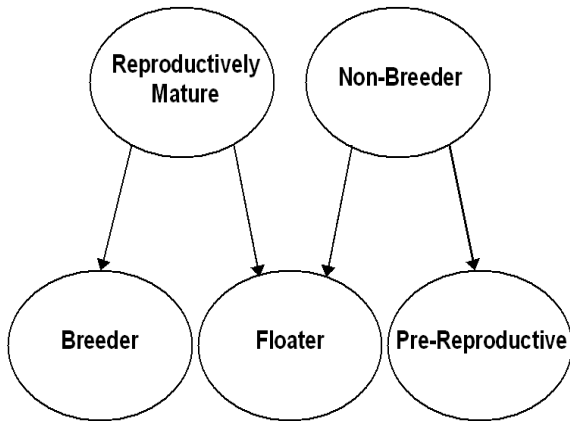 Reproductively
Mature
Non-Breeder
Breeder
Floater
Pre-Reproductive